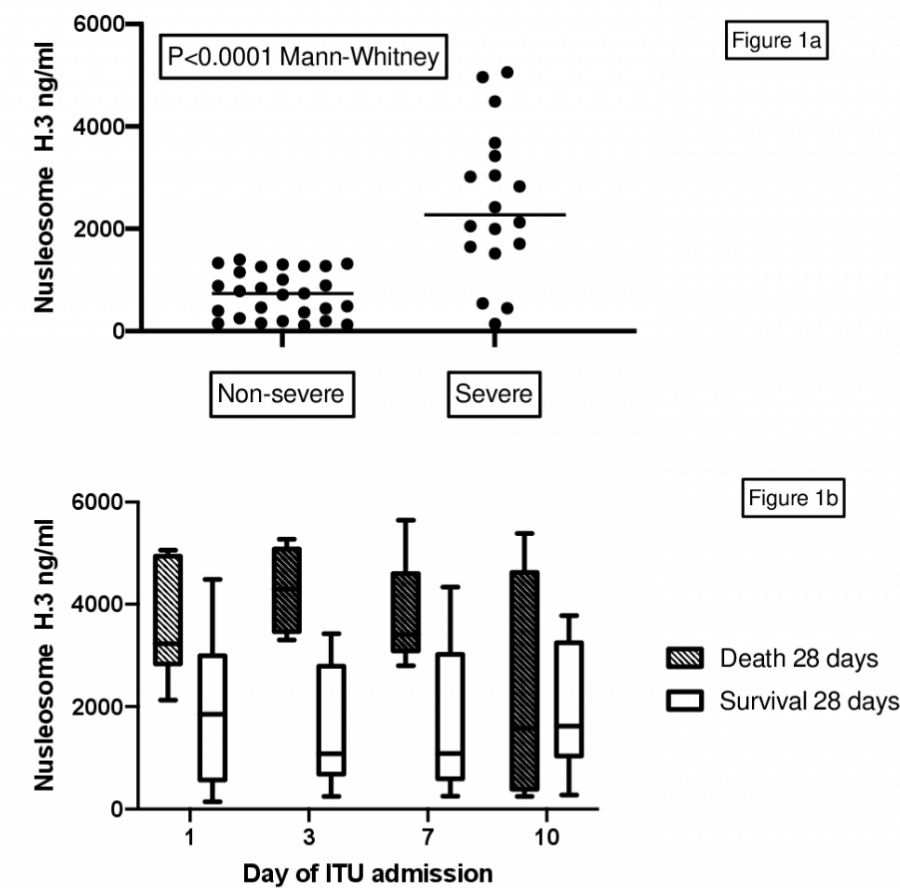 Figure 1a
P<0.0001 Mann-Whitney
Nusleosome H.3 ng/ml
6000
4000
2000
0
Non-severe
Severe
Figure 1b
Nusleosome H.3 ng/ml
6000
4000
2000
0
1
3
7
10
Day of ITU admission
Death 28 days
Survival 28 days